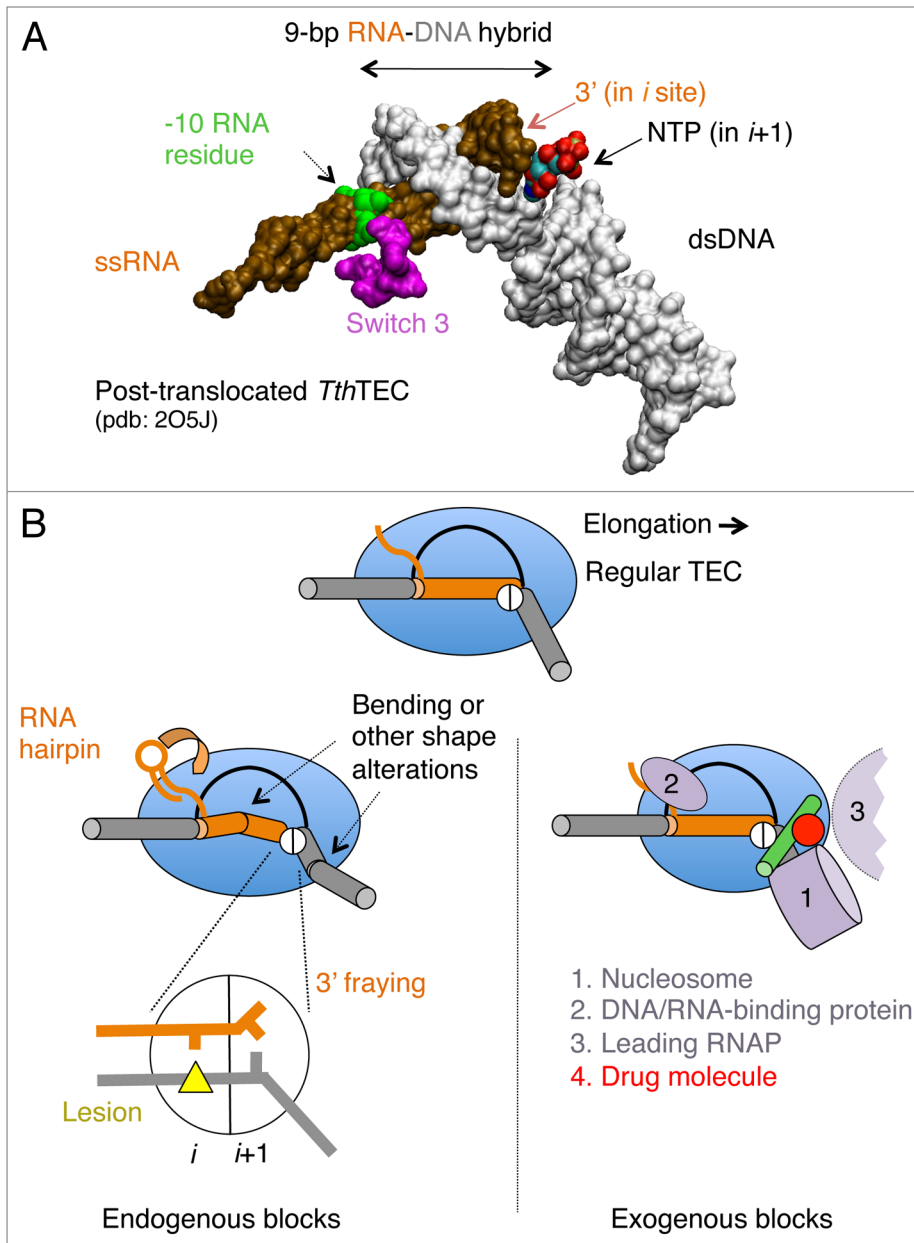 A
9-bp RNA-DNA hybrid
3' (in i site)
-10 RNA
residue
NTP (in i+1)
dsDNA
ssRNA
Switch 3
Post-translocated TthTEC
(pdb: 2O5J)
B
Elongation →
Regular TEC
RNA
hairpin
Bending or
other shape
alterations
2
3
1
3' fraying
Lesion
i
i+1
1. Nucleosome
2. DNA/RNA-binding protein
3. Leading RNAP
4. Drug molecule
Endogenous blocks
Exogenous blocks